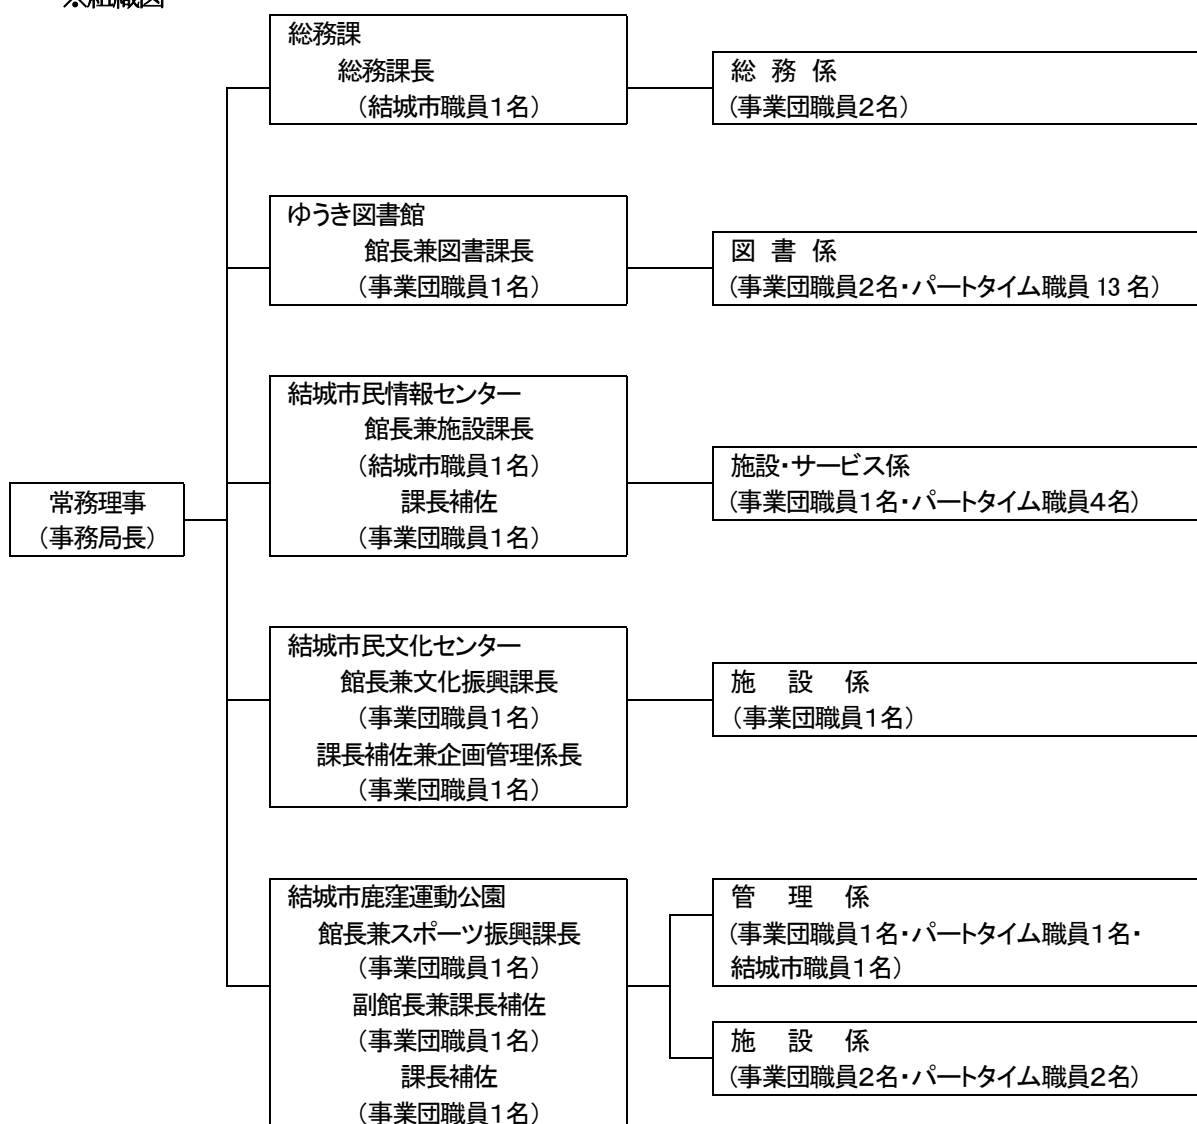 ※組織図
総務課
総務課長
（結城市職員１名）
総 務 係
（事業団職員２名）
ゆうき図書館
館長兼図書課長
（事業団職員１名）
図 書 係
（事業団職員２名・パートタイム職員 13 名）
結城市民情報センター
館長兼施設課長
（結城市職員１名）
課長補佐
（事業団職員１名）
施設・サービス係
（事業団職員１名・パートタイム職員４名）
常務理事
（事務局長）
結城市民文化センター
館長兼文化振興課長
（事業団職員１名）
課長補佐兼企画管理係長
（事業団職員１名）
施 設 係
（事業団職員１名）
結城市鹿窪運動公園
館長兼スポーツ振興課長
（事業団職員１名）
副館長兼課長補佐
（事業団職員１名）
課長補佐
（事業団職員１名）
管 理 係
（事業団職員１名・パートタイム職員１名・
結城市職員１名）
施 設 係
（事業団職員２名・パートタイム職員２名）